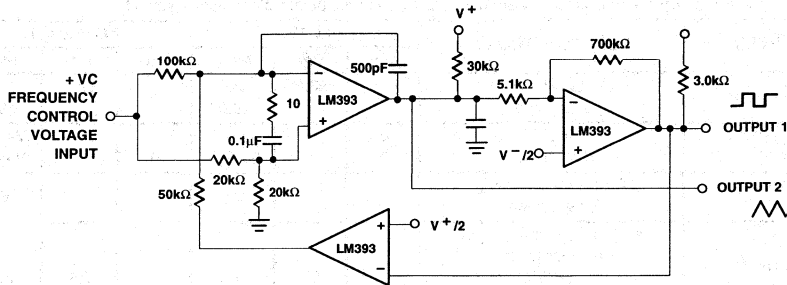 V+
100kΩ
700kΩ
500pF
30kΩ
+ VC
FREQUENCY
CONTROL
VOLTAGE
INPUT
5.1kΩ
3.0kΩ
–
LM393
+
10
0.1μF
–
LM393
+
OUTPUT 1
V–/2
20kΩ
20kΩ
50kΩ
OUTPUT 2
+
V+/2
LM393
–